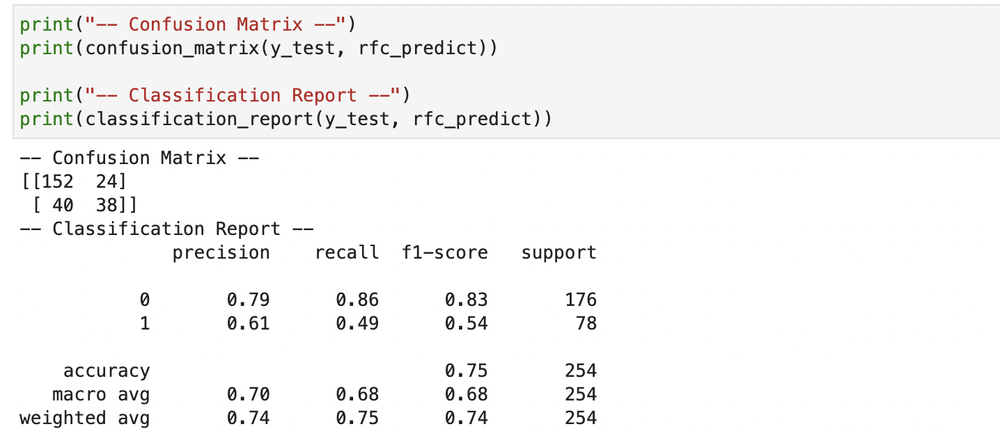 print("-- Confusion Matrix --")
print(confusion_matrix(y_test, rfc_predict))

print("-- Classification Report --")
print(classification_report(y_test, rfc_predict))
-- Confusion Matrix --
[[152  24]
 [ 40  38]]
-- Classification Report --
              precision    recall  f1-score   support

           0       0.79      0.86      0.83       176
           1       0.61      0.49      0.54        78

    accuracy                           0.75       254
   macro avg       0.70      0.68      0.68       254
weighted avg       0.74      0.75      0.74       254